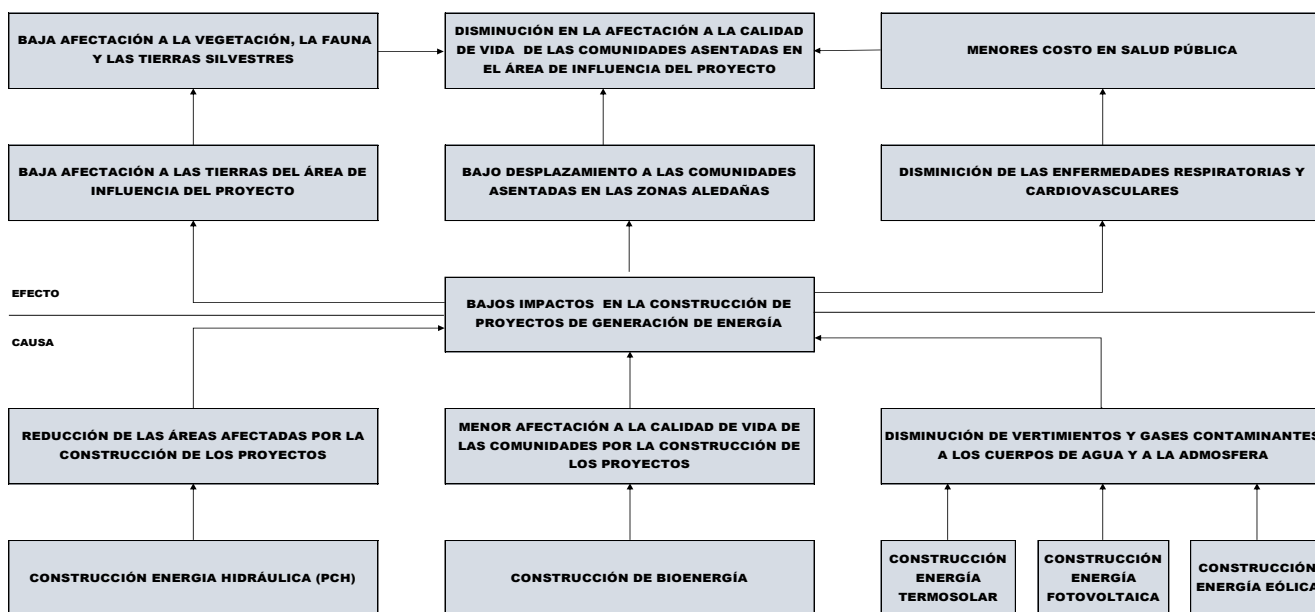 BAJA AFECTACIÓN A LA VEGETACIÓN, LA FAUNA
Y LAS TIERRAS SILVESTRES
DISMINUCIÓN EN LA AFECTACIÓN A LA CALIDAD
DE VIDA DE LAS COMUNIDADES ASENTADAS EN
EL ÁREA DE INFLUENCIA DEL PROYECTO
MENORES COSTO EN SALUD PÚBLICA
BAJA AFECTACIÓN A LAS TIERRAS DEL ÁREA DE
INFLUENCIA DEL PROYECTO
BAJO DESPLAZAMIENTO A LAS COMUNIDADES
ASENTADAS EN LAS ZONAS ALEDAÑAS
DISMINICIÓN DE LAS ENFERMEDADES RESPIRATORIAS Y
CARDIOVASCULARES
EFECTO
BAJOS IMPACTOS EN LA CONSTRUCCIÓN DE
PROYECTOS DE GENERACIÓN DE ENERGÍA
CAUSA
REDUCCIÓN DE LAS ÁREAS AFECTADAS POR LA
CONSTRUCCIÓN DE LOS PROYECTOS
MENOR AFECTACIÓN A LA CALIDAD DE VIDA DE
LAS COMUNIDADES POR LA CONSTRUCCIÓN DE
LOS PROYECTOS
DISMINUCIÓN DE VERTIMIENTOS Y GASES CONTAMINANTES
A LOS CUERPOS DE AGUA Y A LA ADMOSFERA
CONSTRUCCIÓN ENERGIA HIDRÁULICA (PCH)
CONSTRUCCIÓN DE BIOENERGÍA
CONSTRUCCIÓN
ENERGÍA
TERMOSOLAR
CONSTRUCCIÓN
ENERGÍA
FOTOVOLTAICA
CONSTRUCCIÓN
ENERGÍA EÓLICA